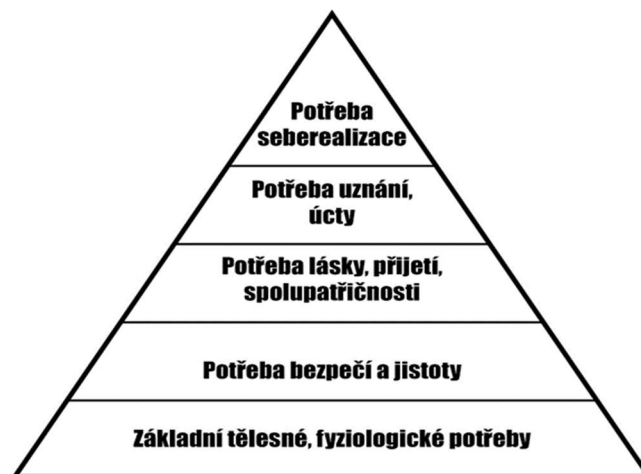 Potřeba
seberealizace
Potřeba uznání,
úcty
Potřeba lásky, přijetí,
spolupatřičnosti
Potřeba bezpečí a jistoty
Základní tělesné, fyziologické potřeby